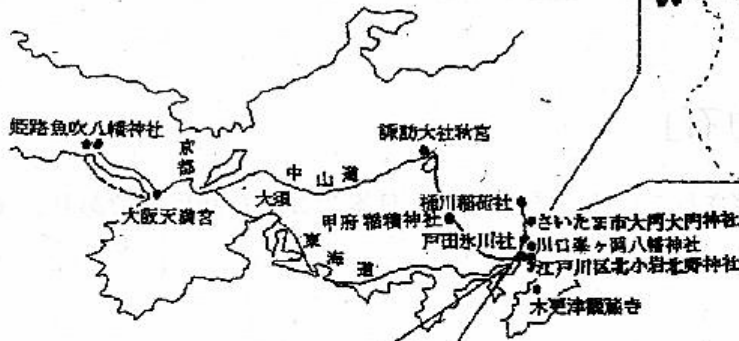 姫路魚吹八幡神社
京都
諏訪大社秋宮
中山道
大須
桶川稲荷社
大阪天満宮
甲府稲積神社
さいたま市大門大門神社
東海道
戸田氷川社
川口峯ヶ岡八幡神社
江戸川区北小岩北野神社
木更津観蔵寺